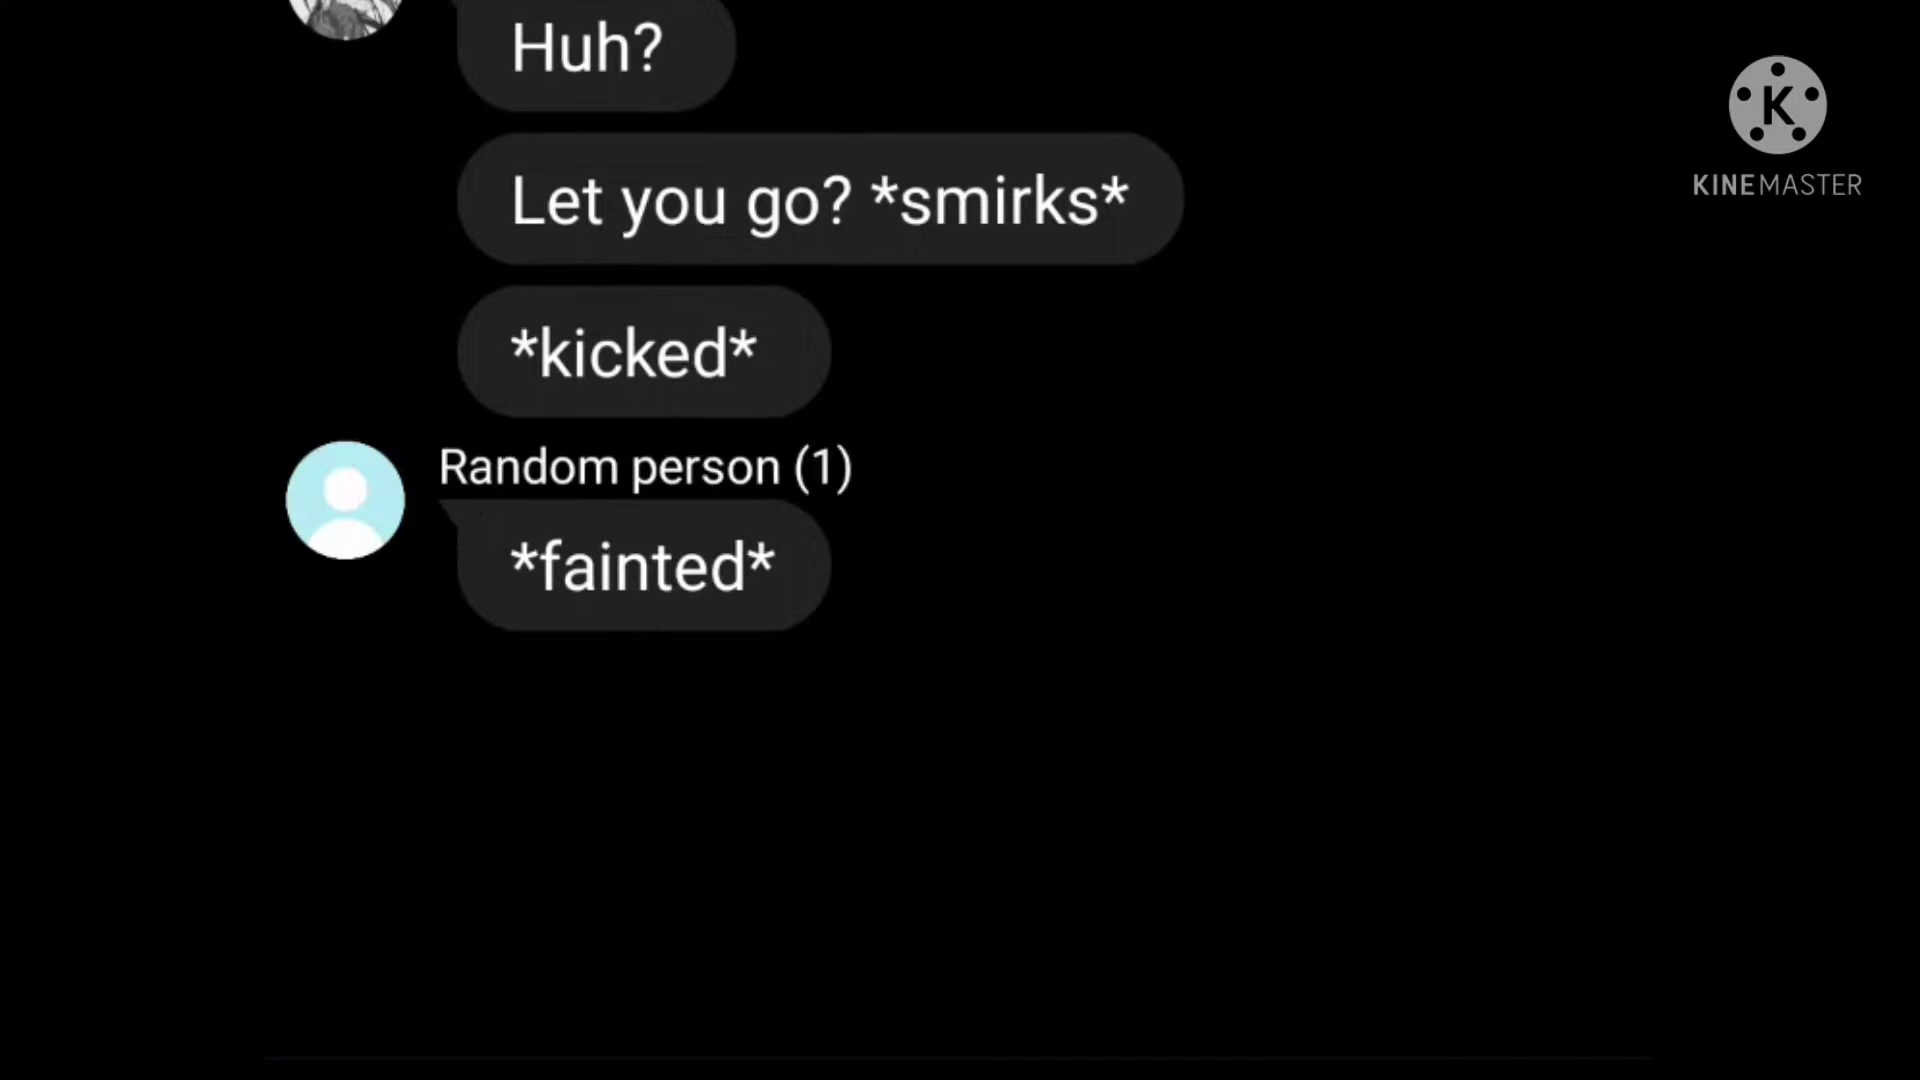 Huh?
Let you go? *smirks*
*kicked*
Random person (1)
*fainted*
K
KINEMASTER